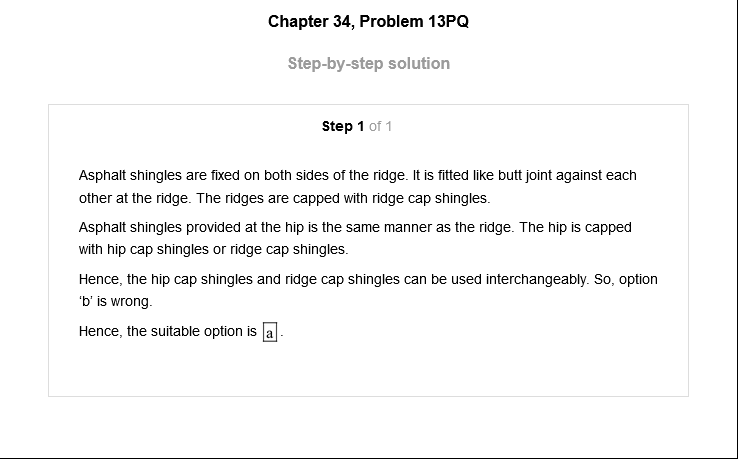 Chapter 34, Problem 13PQ
Step-by-step solution
Step 1 of 1
Asphalt shingles are fixed on both sides of the ridge. It is fitted like butt joint against each
other at the ridge. The ridges are capped with ridge cap shingles.
Asphalt shingles provided at the hip is the same manner as the ridge. The hip is capped
with hip cap shingles or ridge cap shingles.
Hence, the hip cap shingles and ridge cap shingles can be used interchangeably. So, option
‘b’ is wrong.
Hence, the suitable option is a .